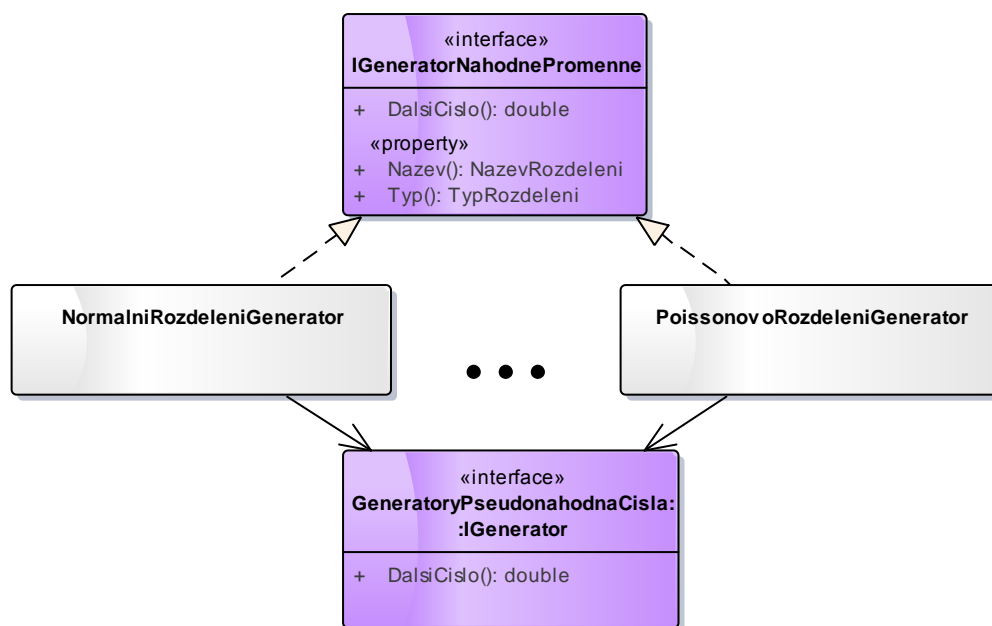 «interface»
IGeneratorNahodnePromenne
+ DalsiCislo(): double
«property»
+ Nazev(): NazevRozdeleni
+ Typ(): TypRozdeleni
NormalniRozdeleniGenerator
PoissonovoRozdeleniGenerator
«interface»
GeneratoryPseudonahodnaCisla:
:IGenerator
+ DalsiCislo(): double